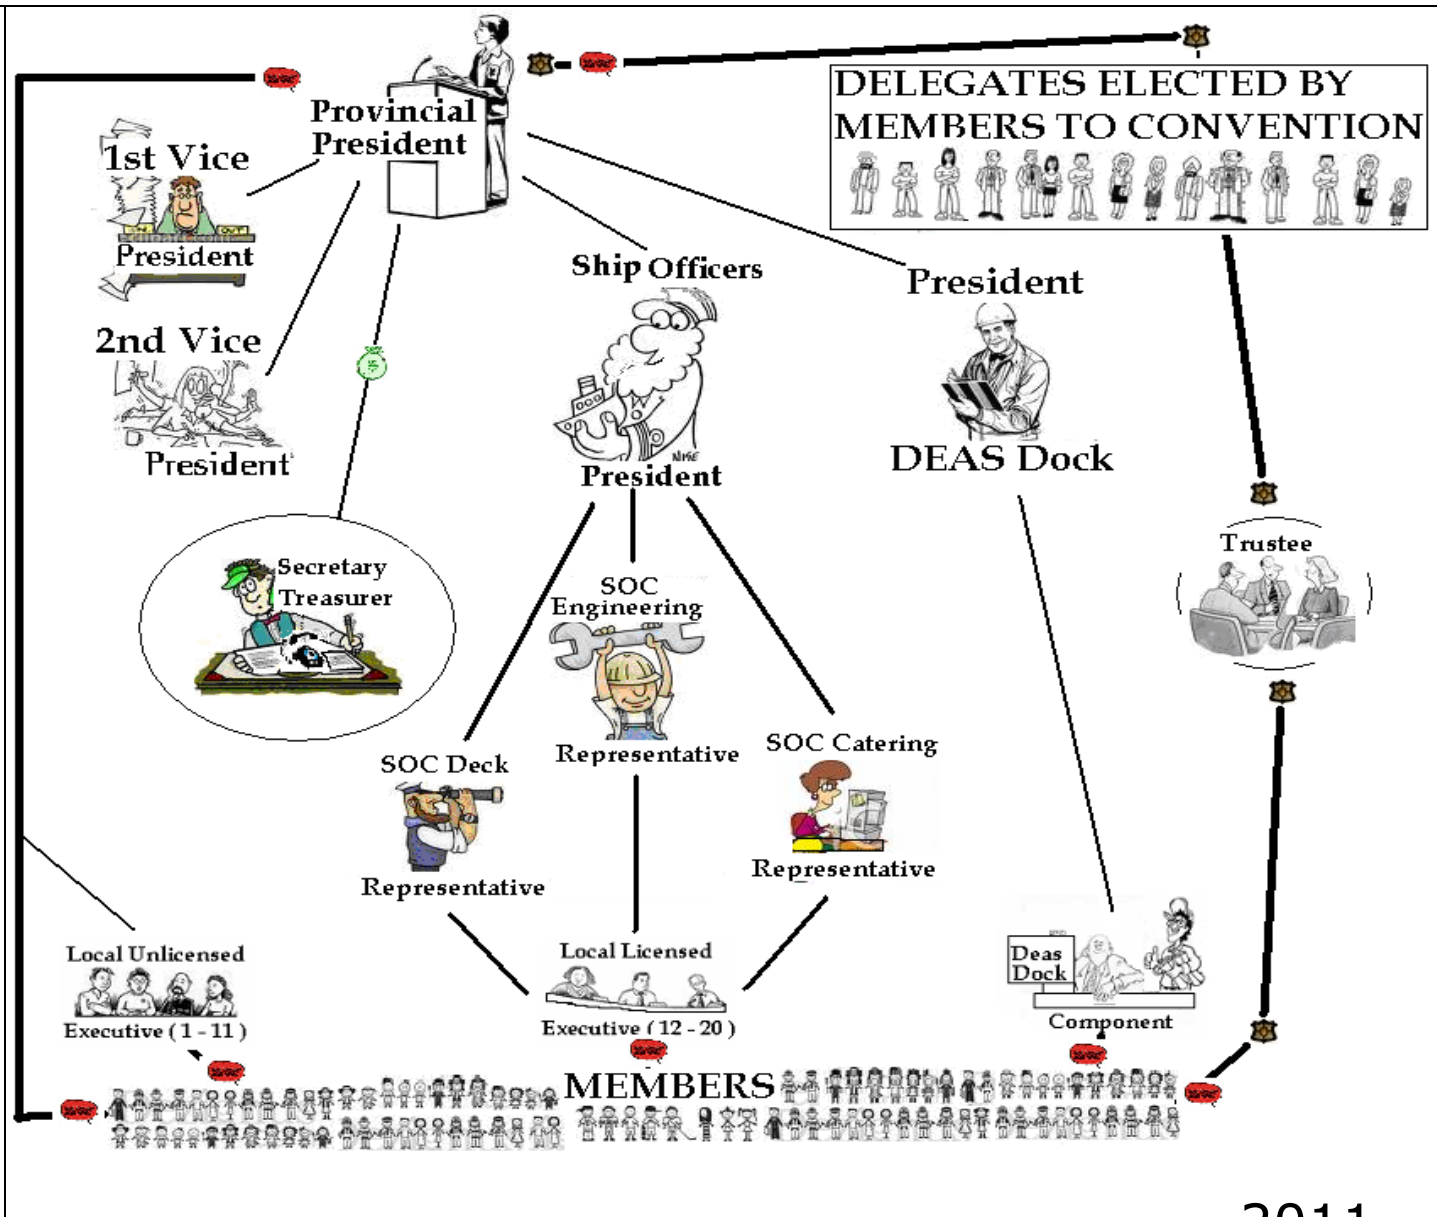 Provincial
President
DELEGATES ELECTED BY
MEMBERS TO CONVENTION
1st Vice
President
2nd Vice
President
Ship Officers
President
President
DEAS Dock
Secretary
Treasurer
Trustee
SOC
Engineering
Representative
SOC Deck
Representative
SOC Catering
Representative
Local Unlicensed
Executive ( 1 - 11 )
Local Licensed
Executive ( 12 - 20 )
Deas
Dock
Component
MEMBERS